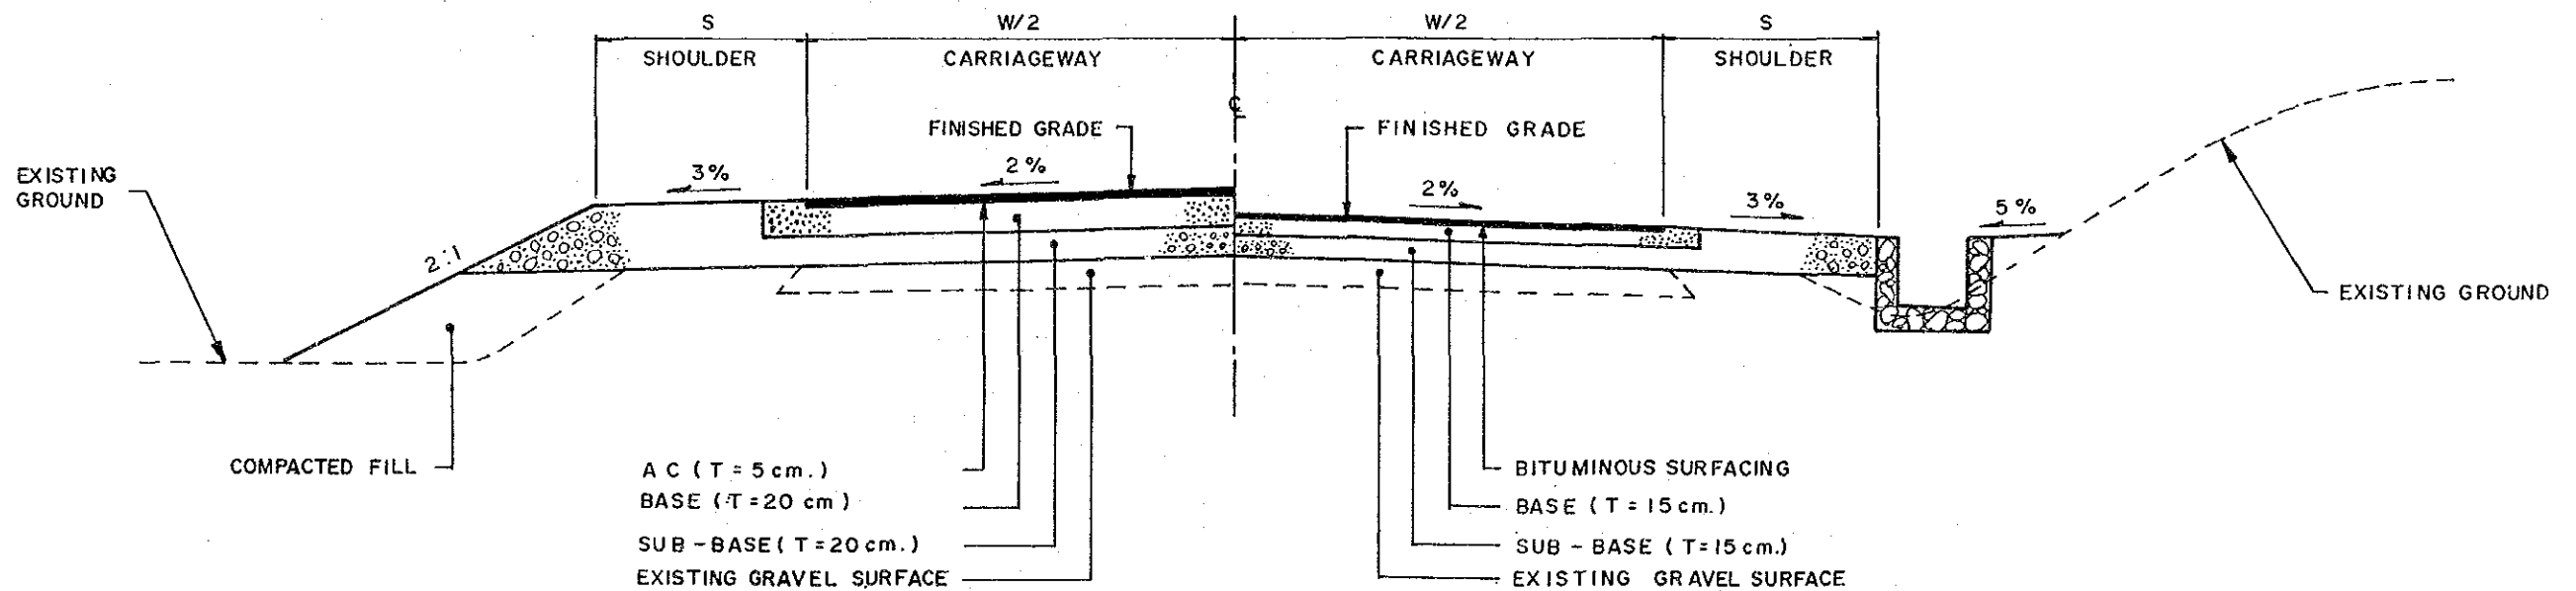 S W/2 W/2 S
SHOULDER CARRIAGEWAY CARRIAGEWAY SHOULDER
℄
FINISHED GRADE FINISHED GRADE
EXISTING
GROUND
3% 2% 2% 3% 5%
2:1
EXISTING GROUND
COMPACTED FILL
AC (T = 5 cm.)
BASE (T = 20 cm)
SUB-BASE (T = 20 cm.)
EXISTING GRAVEL SURFACE
BITUMINOUS SURFACING
BASE (T = 15 cm.)
SUB-BASE (T = 15 cm.)
EXISTING GRAVEL SURFACE